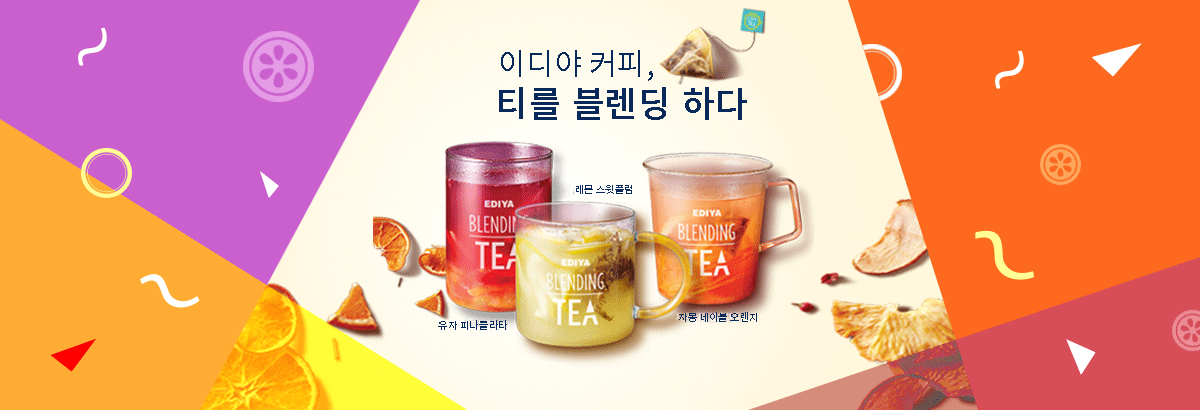 이디야 커피,
티를 블렌딩 하다
레몬 스윗플럼
EDIYA
BLENDING
TEA
EDIYA
BLENDING
TEA
EDIYA
BLENDING
TEA
유자 피나콜라타
자몽 네이블 오렌지